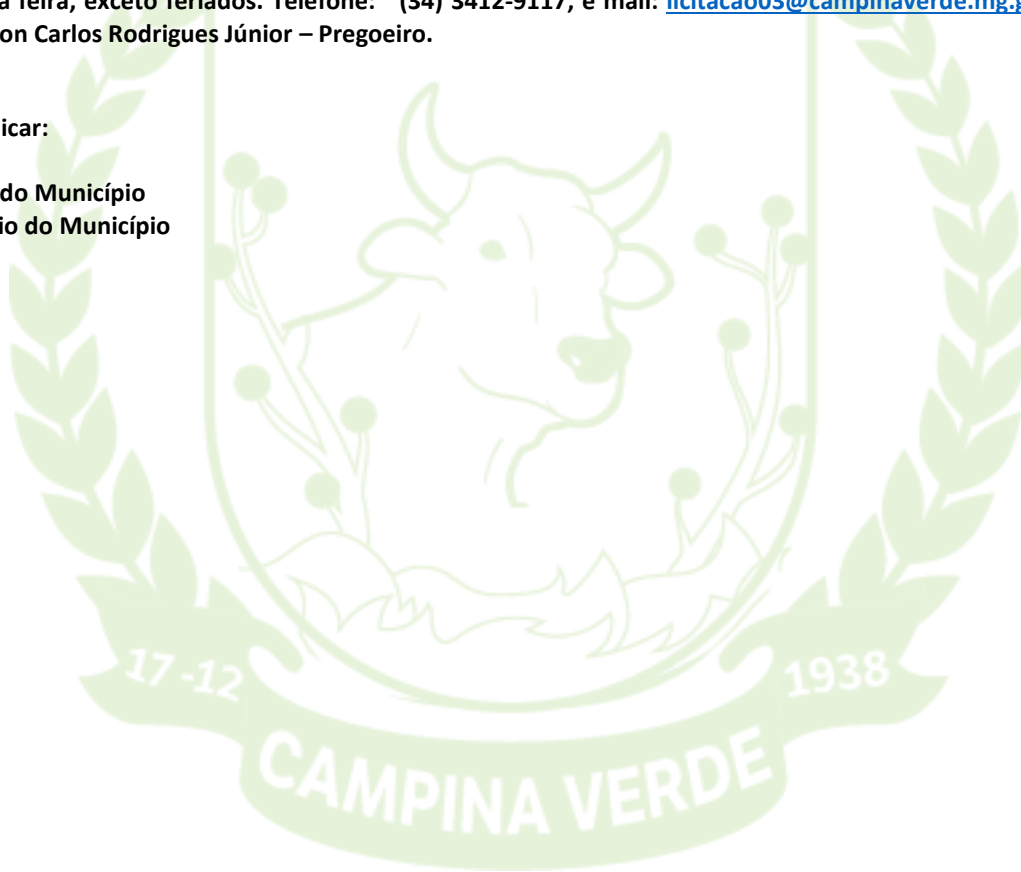 a feira, exceto feriados. Telefone: (34) 3412-9117, e mail: licitacao03@campinaverde.mg.g
on Carlos Rodrigues Júnior – Pregoeiro.
icar:
do Município
io do Município
17-12
1938
CAMPINA VERDE